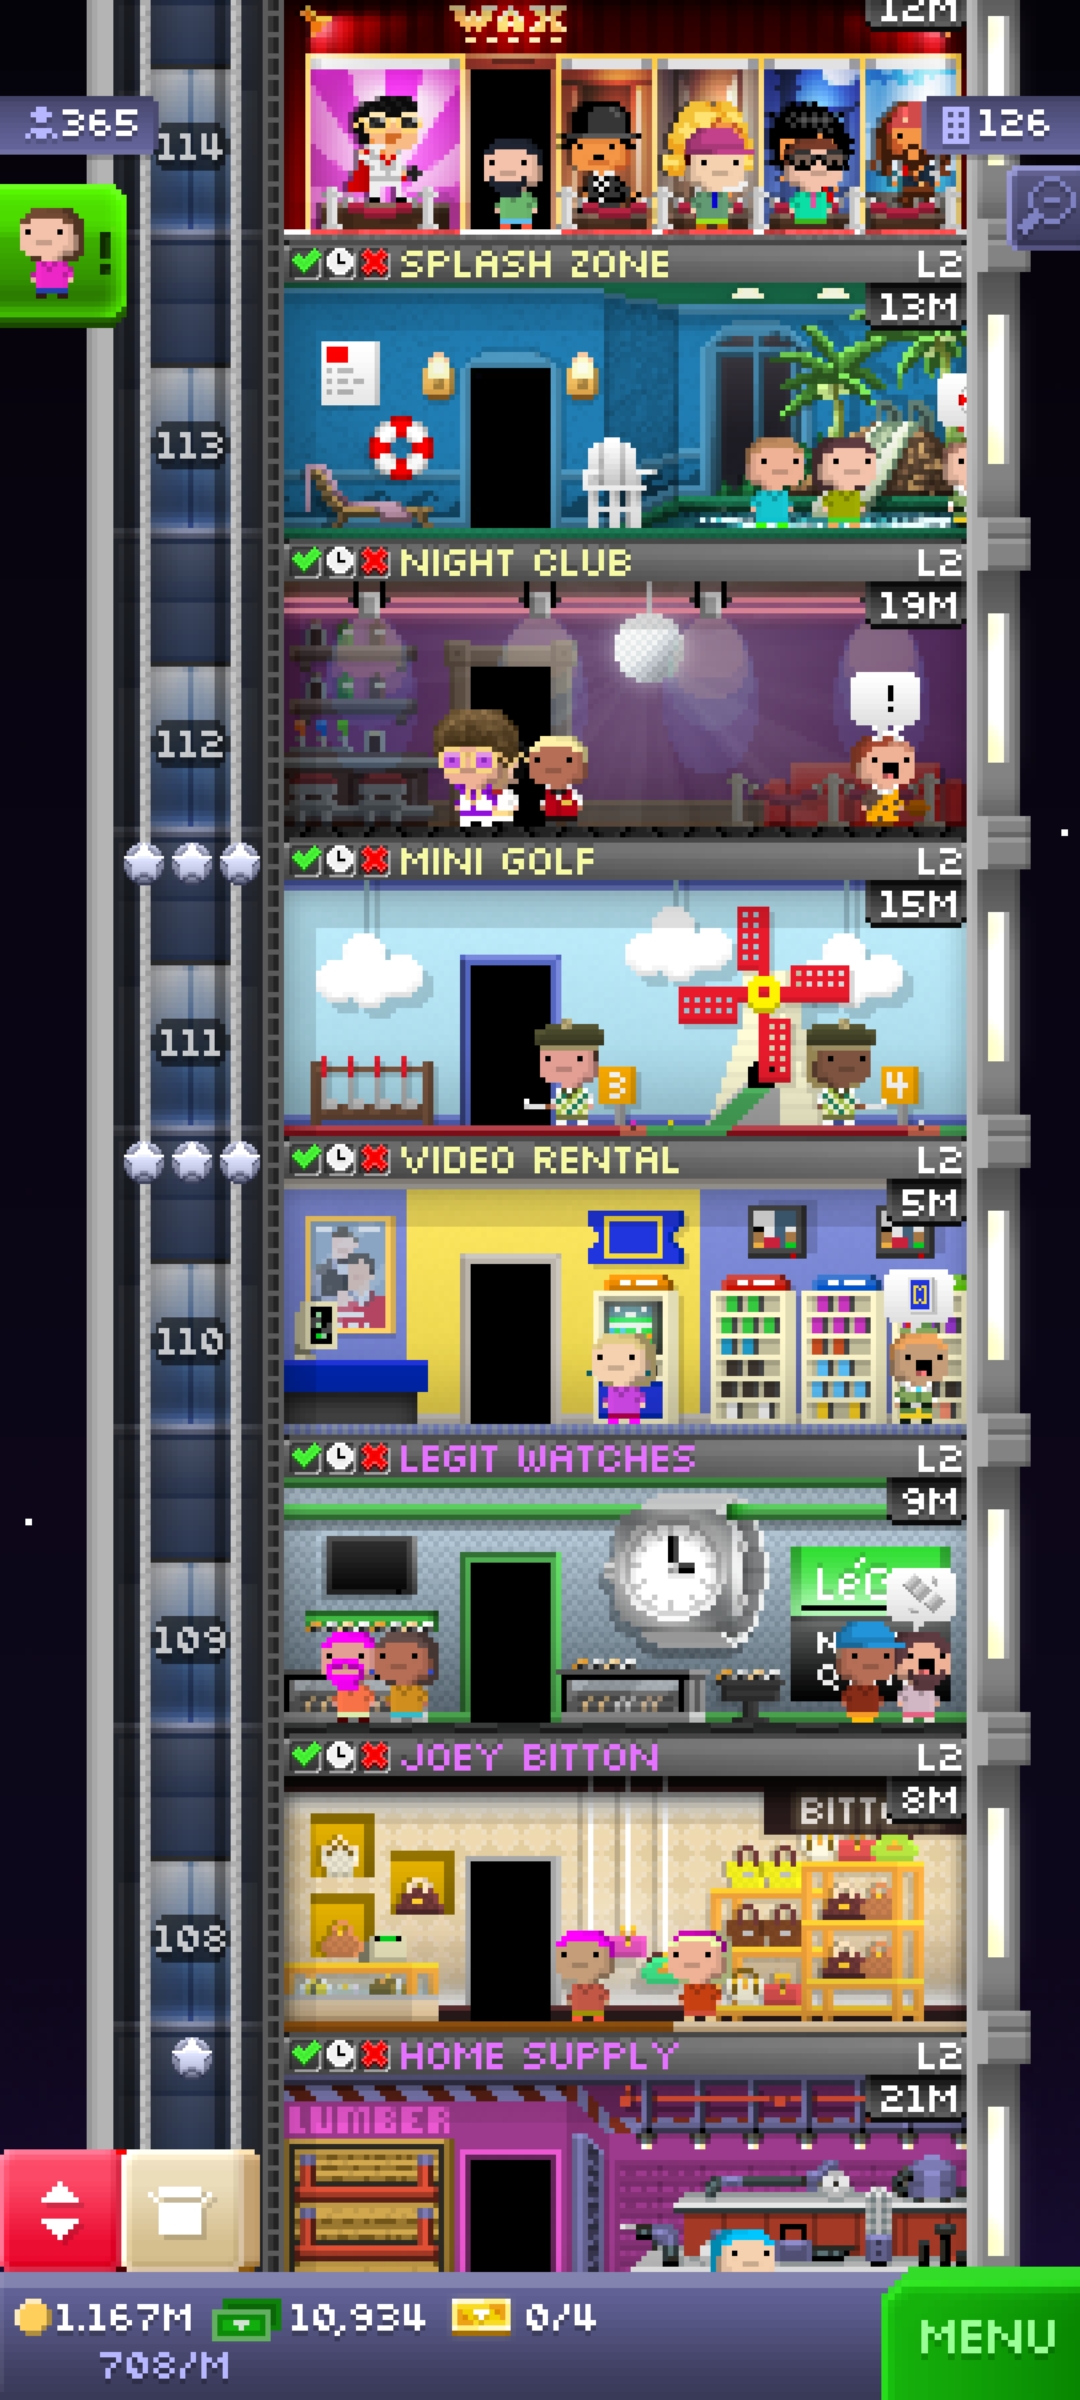 WAX
12M
365
126
114
!
SPLASH ZONE L2
13M
113
NIGHT CLUB L2
19M
!
112
MINI GOLF L2
15M
111
3
4
VIDEO RENTAL L2
5M
110
LEGIT WATCHES L2
9M
109
JOEY BITTON L2
8M
108
HOME SUPPLY L2
21M
LUMBER
1.167M 10,934 0/4
708/M
MENU